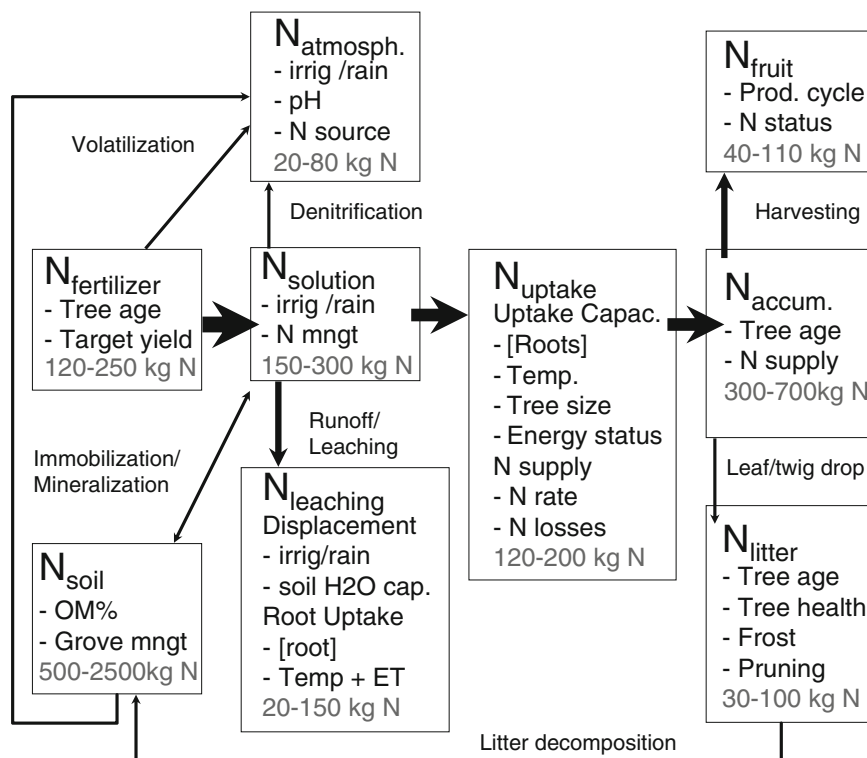 Natmosph.
- irrig /rain
- pH
- N source
20-80 kg N
Nfruit
- Prod. cycle
- N status
40-110 kg N
Volatilization
Denitrification
Harvesting
Nfertilizer
- Tree age
- Target yield
120-250 kg N
Nsolution
- irrig /rain
- N mngt
150-300 kg N
Nuptake
Uptake Capac.
- [Roots]
- Temp.
- Tree size
- Energy status
N supply
- N rate
- N losses
120-200 kg N
Naccum.
- Tree age
- N supply
300-700kg N
Immobilization/
Mineralization
Runoff/
Leaching
Leaf/twig drop
Nsoil
- OM%
- Grove mngt
500-2500kg N
Nleaching
Displacement
- irrig/rain
- soil H2O cap.
Root Uptake
- [root]
- Temp + ET
20-150 kg N
Nlitter
- Tree age
- Tree health
- Frost
- Pruning
30-100 kg N
Litter decomposition